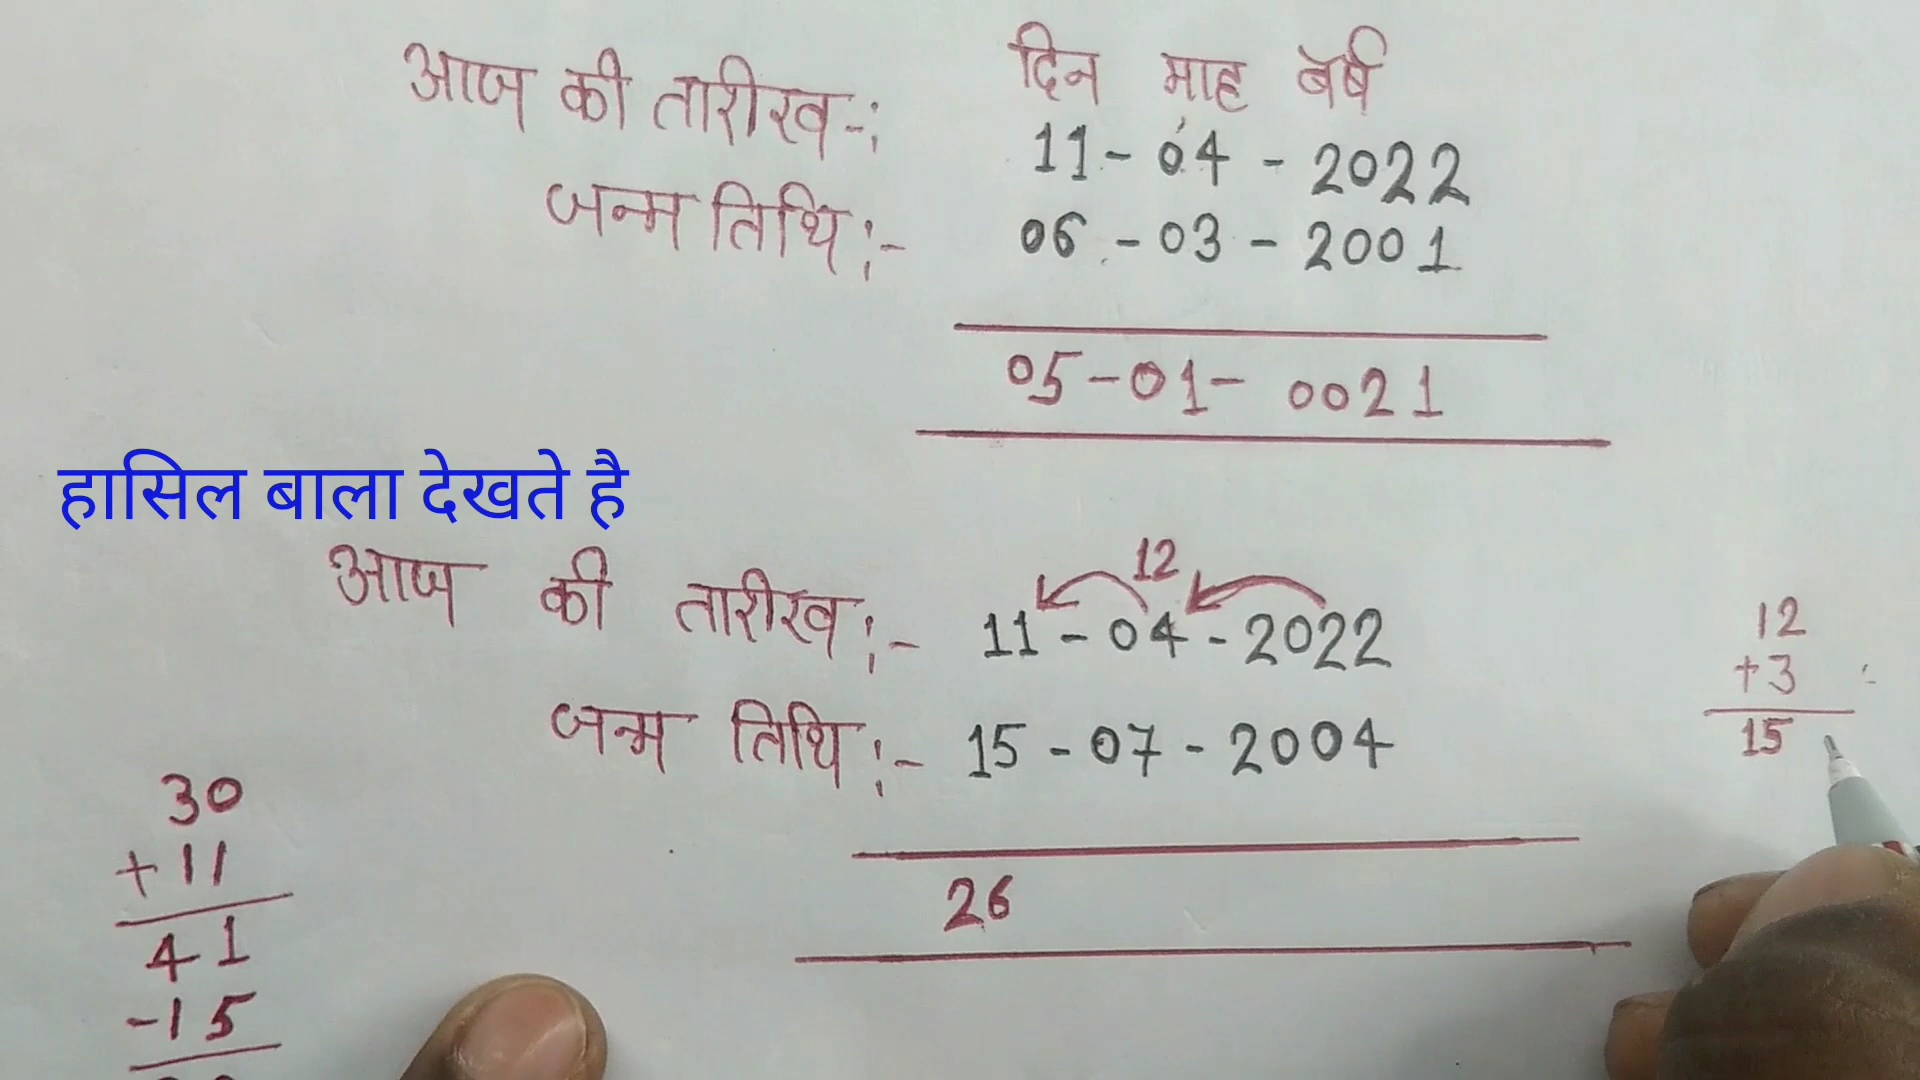 दिन माह बर्ष
आज की तारीख -: 11 - 04 - 2022
जन्म तिथि :- 06 - 03 - 2001
05 - 01 - 0021
हासिल बाला देखते है
12
आज की तारीख :- 11 - 04 - 2022
जन्म तिथि :- 15 - 07 - 2004
26
12
+3
15
30
+11
41
-15